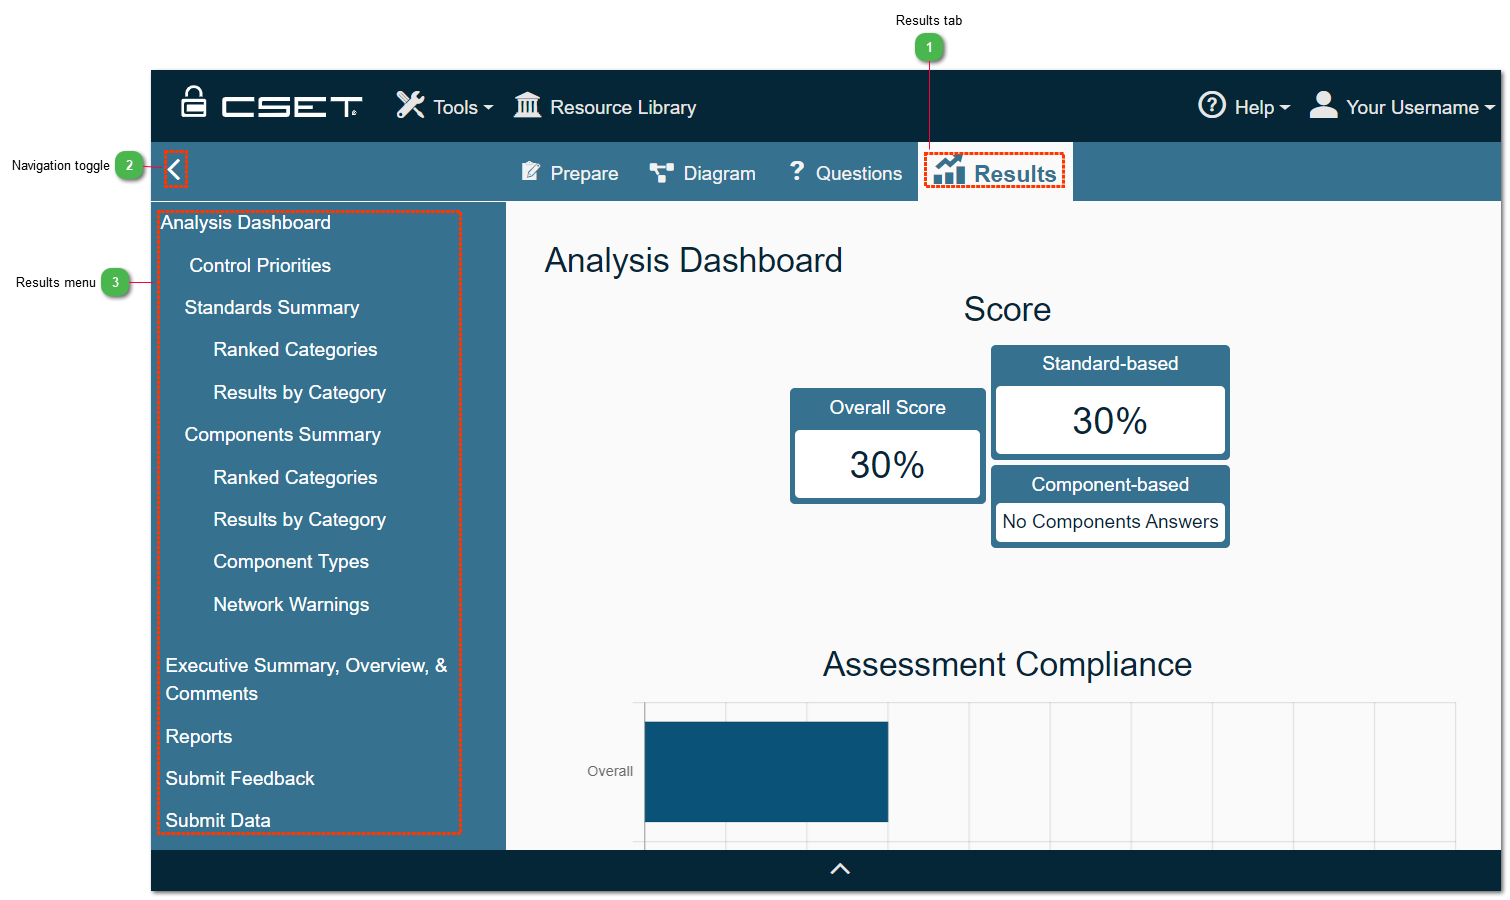 Results tab
1
CSET
Tools
Resource Library
Help
Your Username
Navigation toggle
2
Prepare
Diagram
? Questions
Results
Results menu
3
Analysis Dashboard
Control Priorities
Standards Summary
Ranked Categories
Results by Category
Components Summary
Ranked Categories
Results by Category
Component Types
Network Warnings
Executive Summary, Overview, &
Comments
Reports
Submit Feedback
Submit Data
Analysis Dashboard
Score
Overall Score
30%
Standard-based
30%
Component-based
No Components Answers
Assessment Compliance
Overall